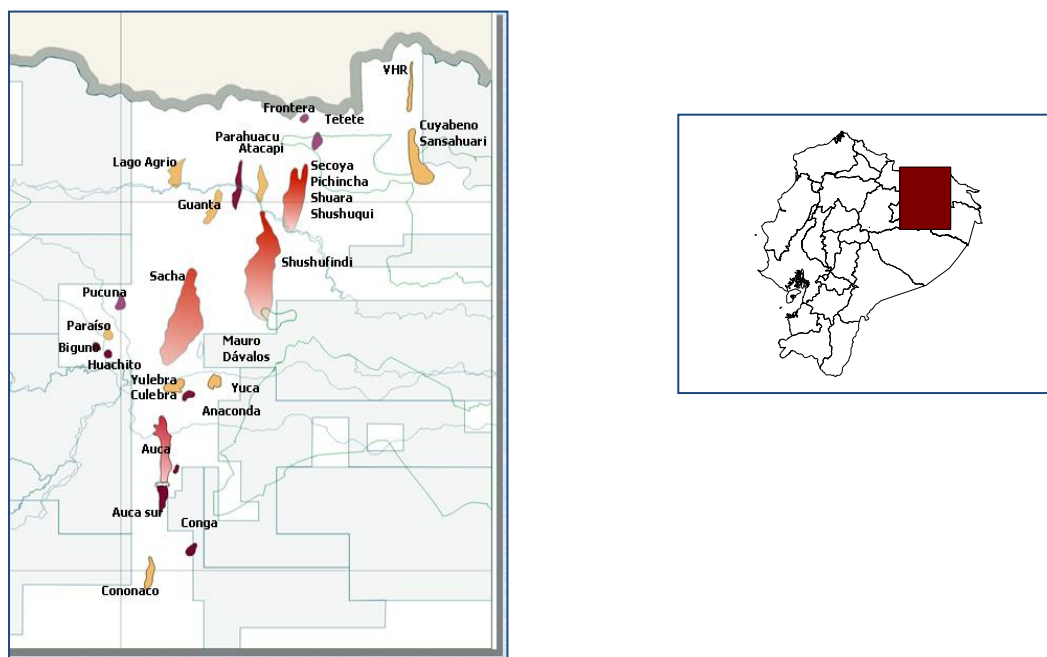 VHR
Frontera
Tetete
Cuyabeno
Sansahuari
Parahuacu
Atacapi
Lago Agrio
Secoya
Pichincha
Shuara
Shushuqui
Guanta
Shushufindi
Sacha
Pucuna
Paraíso
Biguno
Huachito
Mauro
Dávalos
Yulebra
Culebra
Yuca
Anaconda
Auca
Auca sur
Conga
Cononaco